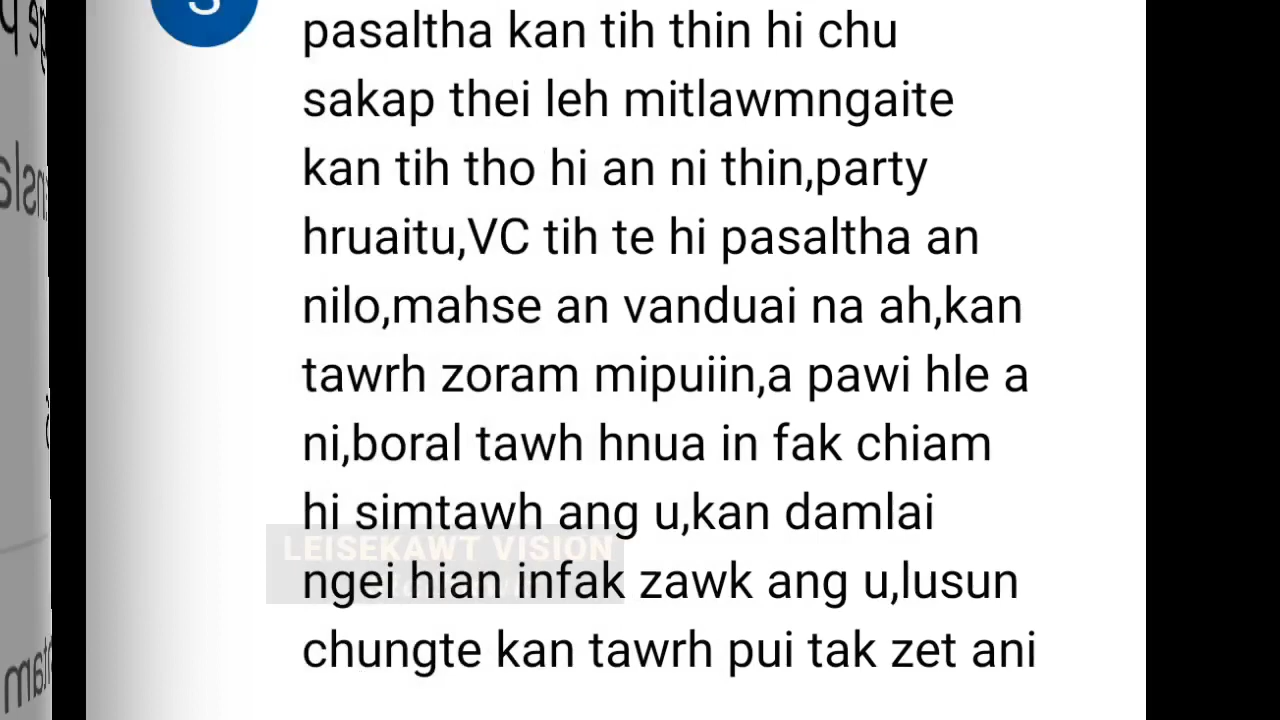 pasaltha kan tih thin hi chu
sakap thei leh mitlawmngaite
kan tih tho hi an ni thin,party
hruaitu,VC tih te hi pasaltha an
nilo,mahse an vanduai na ah,kan
tawrh zoram mipuiin,a pawi hle a
ni,boral tawh hnua in fak chiam
hi simtawh ang u,kan damlai
LEISEKAWT VISION
ngei hian infak zawk ang u,lusun
chungte kan tawrh pui tak zet ani